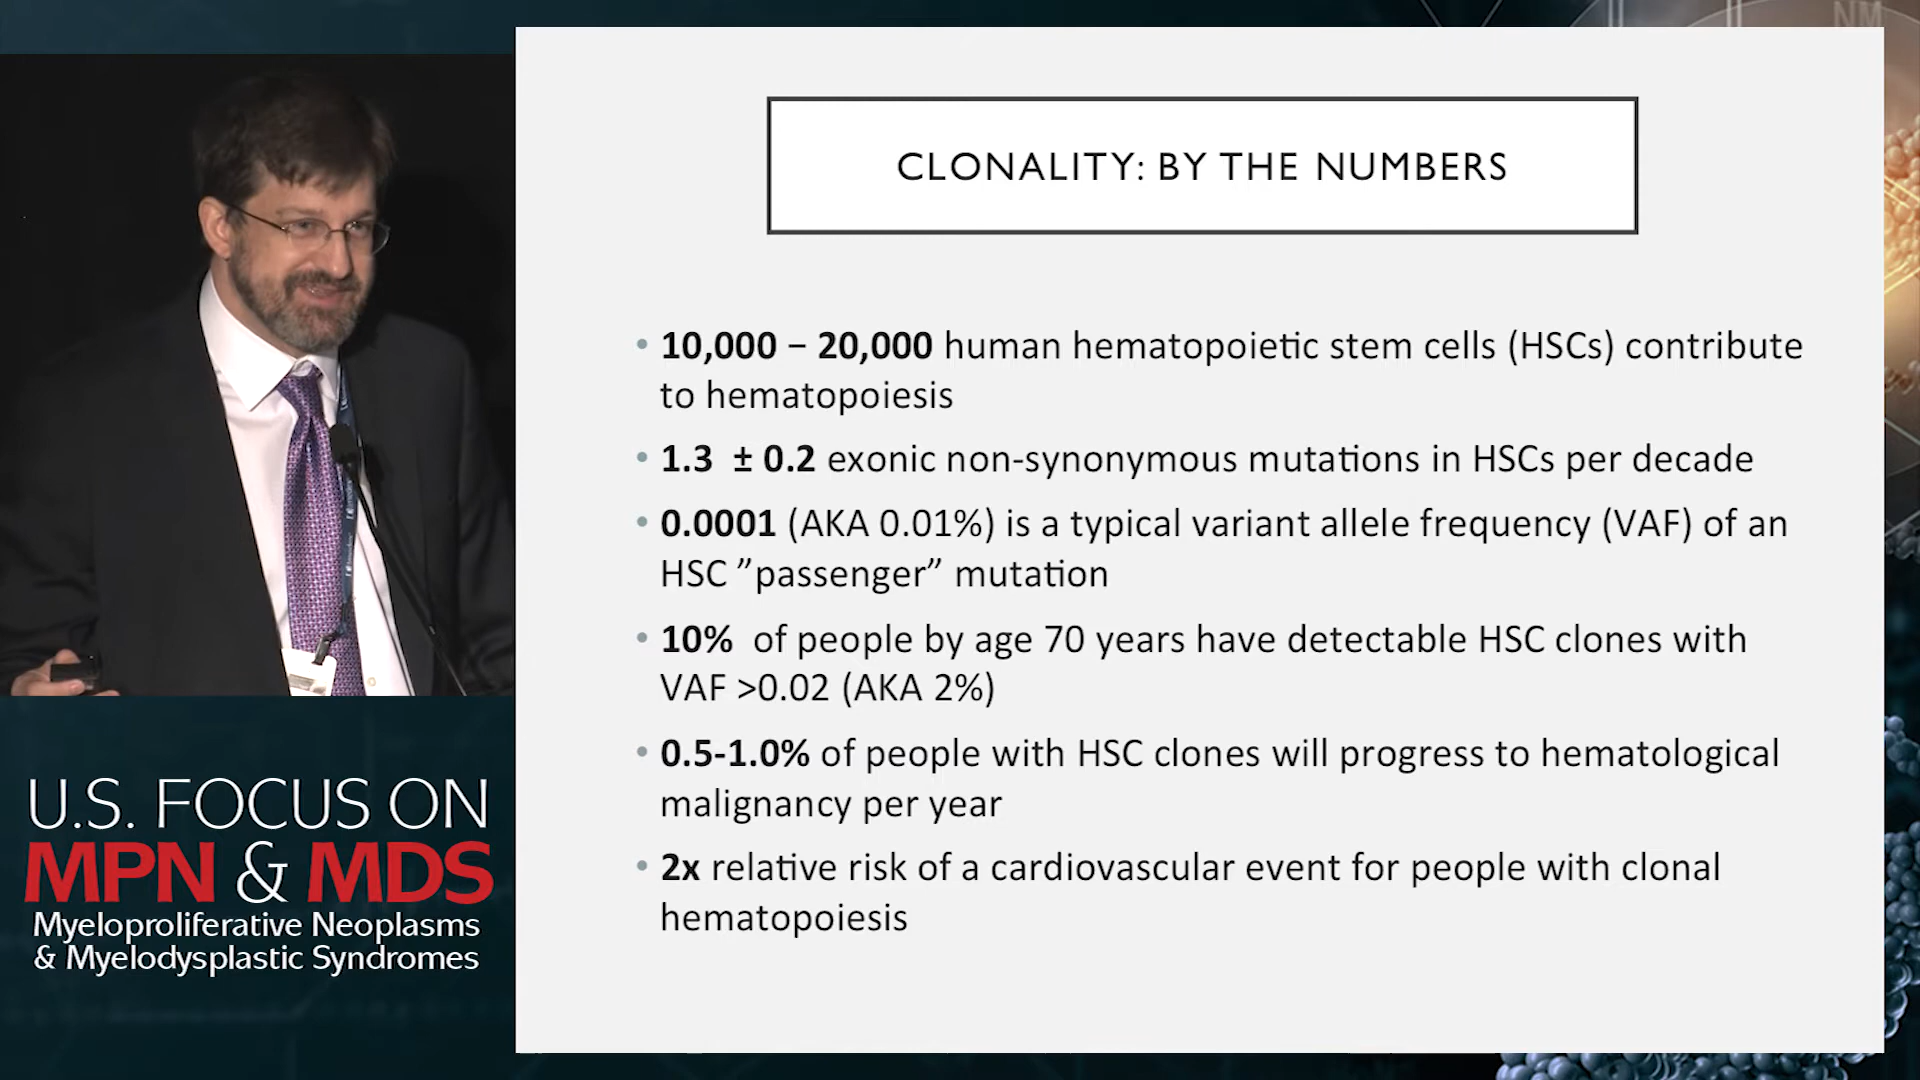 NM
CLONALITY: BY THE NUMBERS
• 10,000 – 20,000 human hematopoietic stem cells (HSCs) contribute
to hematopoiesis
• 1.3  ± 0.2 exonic non-synonymous mutations in HSCs per decade
• 0.0001 (AKA 0.01%) is a typical variant allele frequency (VAF) of an
HSC ”passenger” mutation
• 10%  of people by age 70 years have detectable HSC clones with
VAF >0.02 (AKA 2%)
• 0.5-1.0% of people with HSC clones will progress to hematological
malignancy per year
• 2x relative risk of a cardiovascular event for people with clonal
hematopoiesis
U.S. FOCUS ON
MPN & MDS
Myeloproliferative Neoplasms
& Myelodysplastic Syndromes